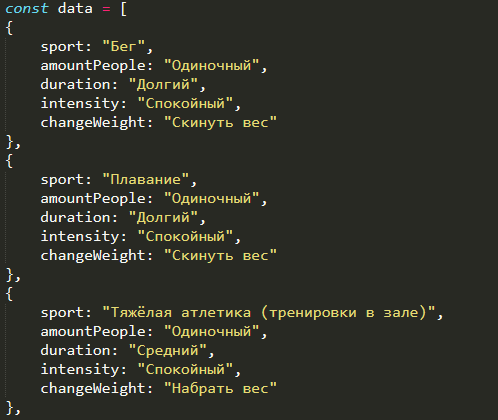 const data = [
{
sport: "Бег",
amountPeople: "Одиночный",
duration: "Долгий",
intensity: "Спокойный",
changeWeight: "Скинуть вес"
},
{
sport: "Плавание",
amountPeople: "Одиночный",
duration: "Долгий",
intensity: "Спокойный",
changeWeight: "Скинуть вес"
},
{
sport: "Тяжёлая атлетика (тренировки в зале)",
amountPeople: "Одиночный",
duration: "Средний",
intensity: "Спокойный",
changeWeight: "Набрать вес"
},